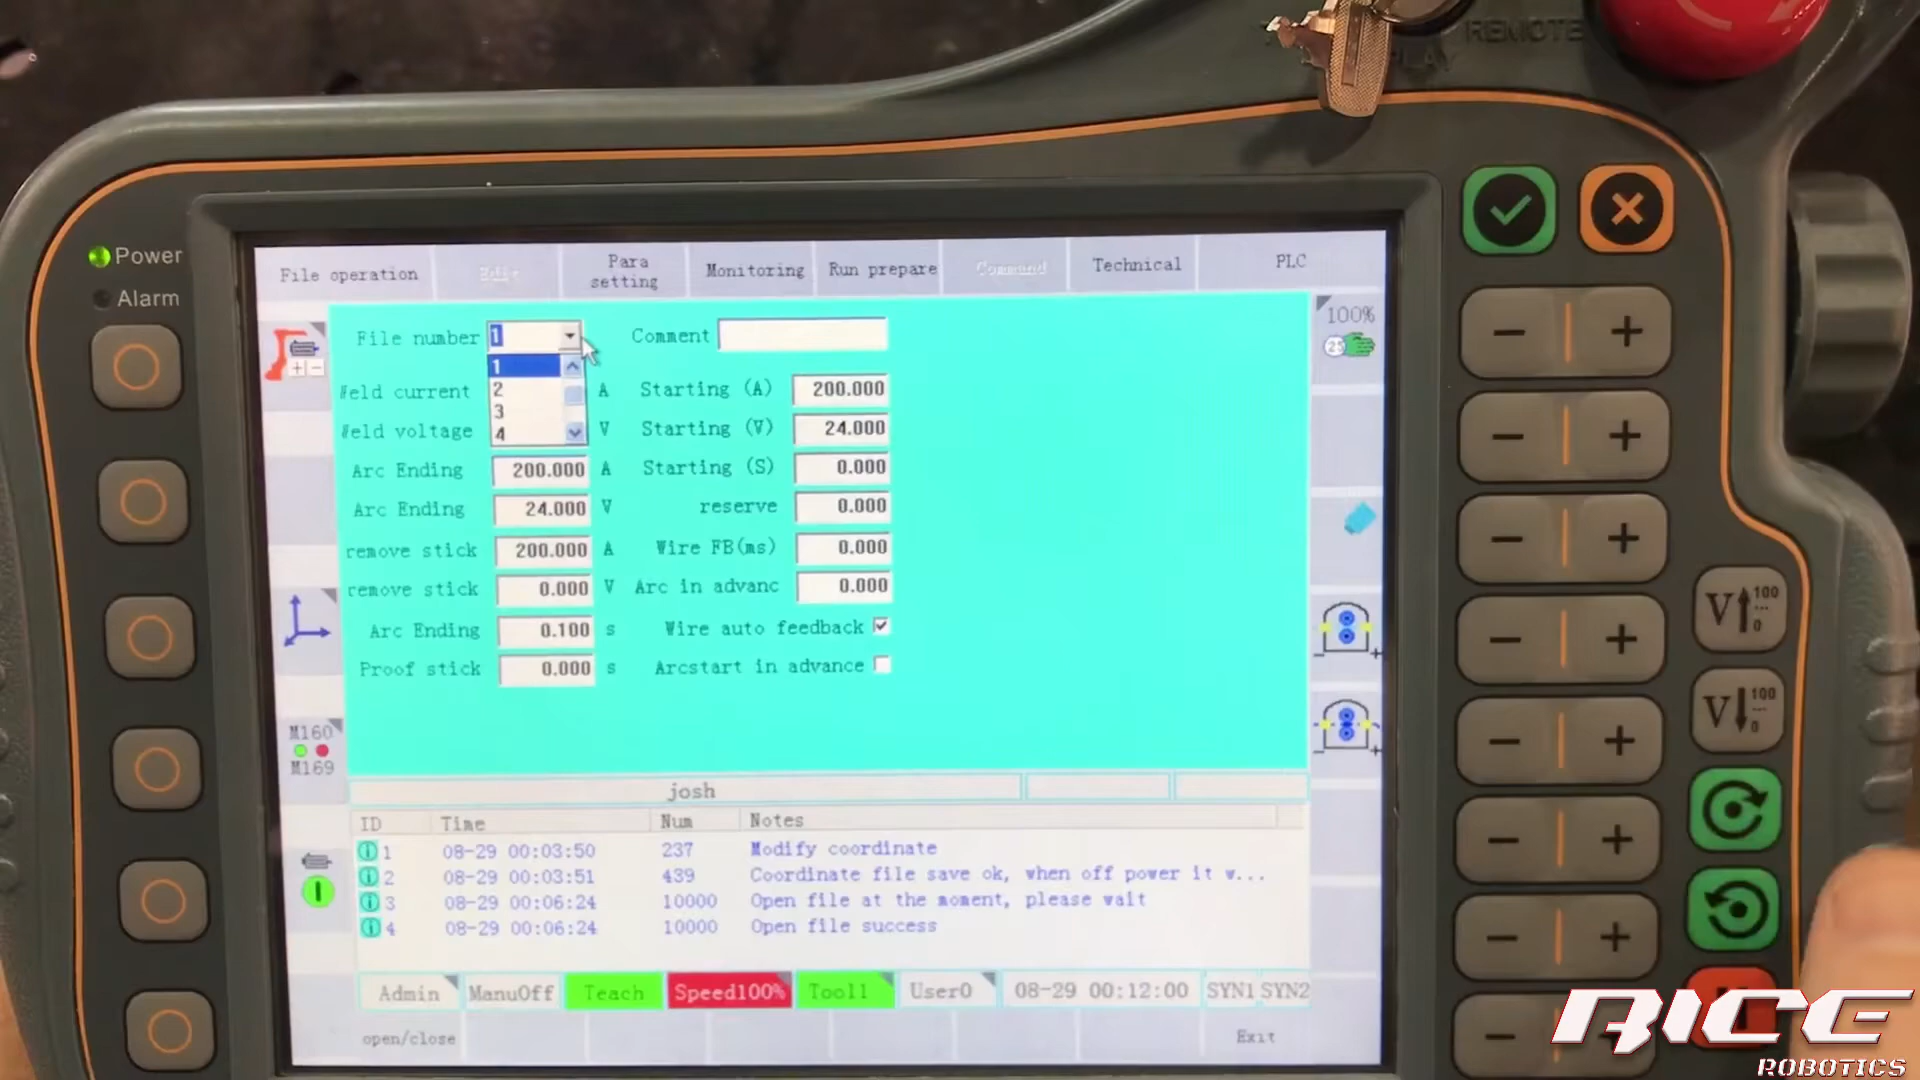 REMOTE
PLAY
Power
Alarm
File operation
Edit
Para setting
Monitoring
Run prepare
Command
Technical
PLC
File number 1
Comment
1
2
3
4
Weld current A
Starting (A) 200.000
Weld voltage V
Starting (V) 24.000
Arc Ending 200.000 A
Starting (S) 0.000
Arc Ending 24.000 V
reserve 0.000
remove stick 200.000 A
Wire FB(ms) 0.000
remove stick 0.000 V
Arc in advanc 0.000
Arc Ending 0.100 s
Wire auto feedback
Proof stick 0.000 s
Arcstart in advance
100%
M160
M169
josh
ID Time Num Notes
1 08-29 00:03:50 237 Modify coordinate
2 08-29 00:03:51 439 Coordinate file save ok, when off power it w...
3 08-29 00:06:24 10000 Open file at the moment, please wait
4 08-29 00:06:24 10000 Open file success
Admin ManuOff Teach Speed100% Tool1 User0 08-29 00:12:00 SYN1 SYN2
open/close
Exit
V 100 0
V 100 0
RICE
ROBOTICS